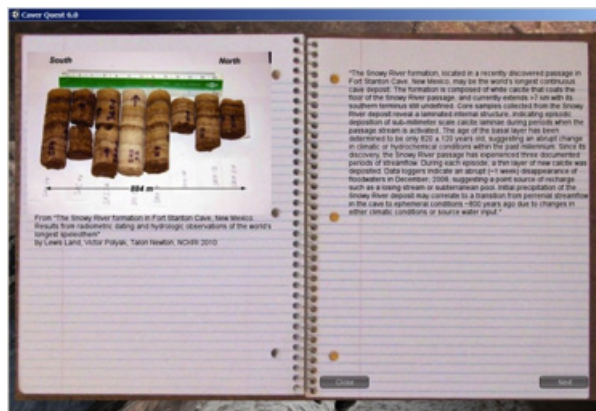 Caver Quest 6.0
South North
884 m
From "The Snowy River formation in Fort Stanton Cave, New Mexico:
Results from radiometric dating and hydrologic observations of the world's
longest speleothem"
by Lewis Land, Victor Polyak, Talon Newton, NCKRI 2010
"The Snowy River formation, located in a recently discovered passage in
Fort Stanton Cave, New Mexico, may be the world's longest continuous
cave deposit. The formation is composed of white calcite that coats the
floor of the Snowy River passage, and currently extends >7 km with its
southern terminus still undefined. Core samples collected from the Snowy
River deposit reveal a laminated internal structure, indicating episodic
deposition of sub-millimeter scale calcite laminae during periods when the
passage stream is activated. The age of the basal layer has been
determined to be only 820 ± 120 years old, suggesting an abrupt change
in climatic or hydrochemical conditions within the past millennium. Since its
discovery, the Snowy River passage has experienced three documented
periods of streamflow. During each episode, a thin layer of new calcite was
deposited. Data loggers indicate an abrupt (~1 week) disappearance of
floodwaters in December, 2008, suggesting a point source of recharge
such as a losing stream or subterranean pool. Initial precipitation of the
Snowy River deposit may correlate to a transition from perennial streamflow
in the cave to ephemeral conditions ~800 years ago due to changes in
either climatic conditions or source water input."
Close Next